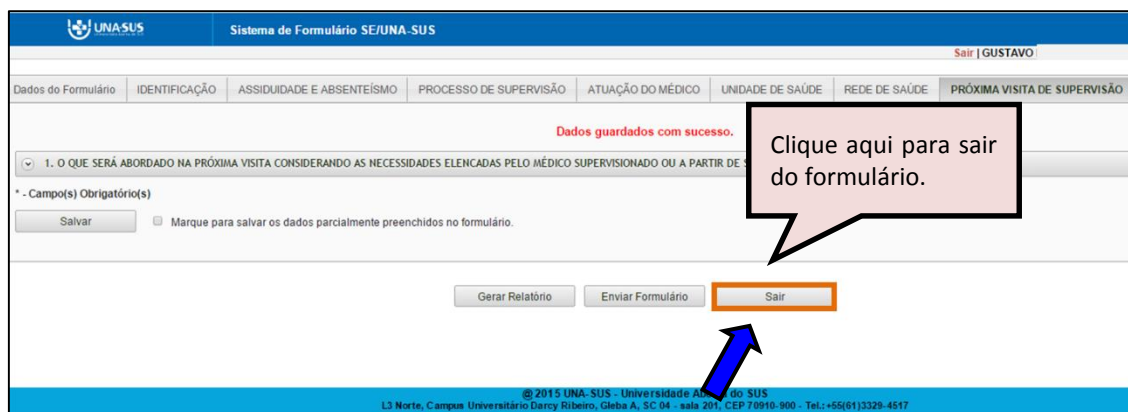 UNA-SUS
Sistema de Formulário SE/UNA-SUS
Sair | GUSTAVO
Dados do Formulário IDENTIFICAÇÃO ASSIDUIDADE E ABSENTEÍSMO PROCESSO DE SUPERVISÃO ATUAÇÃO DO MÉDICO UNIDADE DE SAÚDE REDE DE SAÚDE PRÓXIMA VISITA DE SUPERVISÃO
Dados guardados com sucesso.
Clique aqui para sair
do formulário.
1. O QUE SERÁ ABORDADO NA PRÓXIMA VISITA CONSIDERANDO AS NECESSIDADES ELENCADAS PELO MÉDICO SUPERVISIONADO OU A PARTIR DE
* - Campo(s) Obrigatório(s)
Salvar Marque para salvar os dados parcialmente preenchidos no formulário.
Gerar Relatório Enviar Formulário Sair
@ 2015 UNA-SUS - Universidade do SUS
L3 Norte, Campus Universitário Darcy Ribeiro, Gleba A, SC 04 - sala 201, CEP 70910-900 - Tel.: +55(61)3329-4517